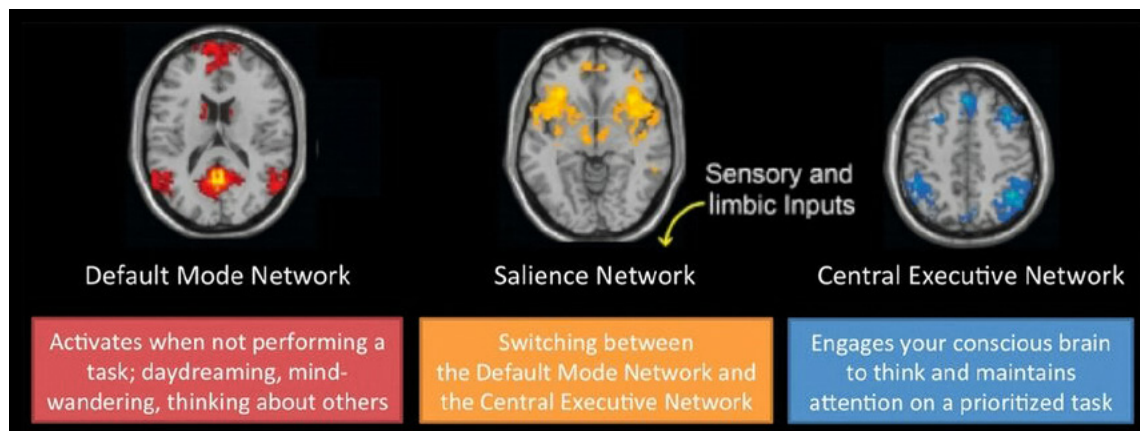 Sensory and
limbic Inputs
Default Mode Network
Salience Network
Central Executive Network
Activates when not performing a
task; daydreaming, mind-
wandering, thinking about others
Switching between
the Default Mode Network and
the Central Executive Network
Engages your conscious brain
to think and maintains
attention on a prioritized task